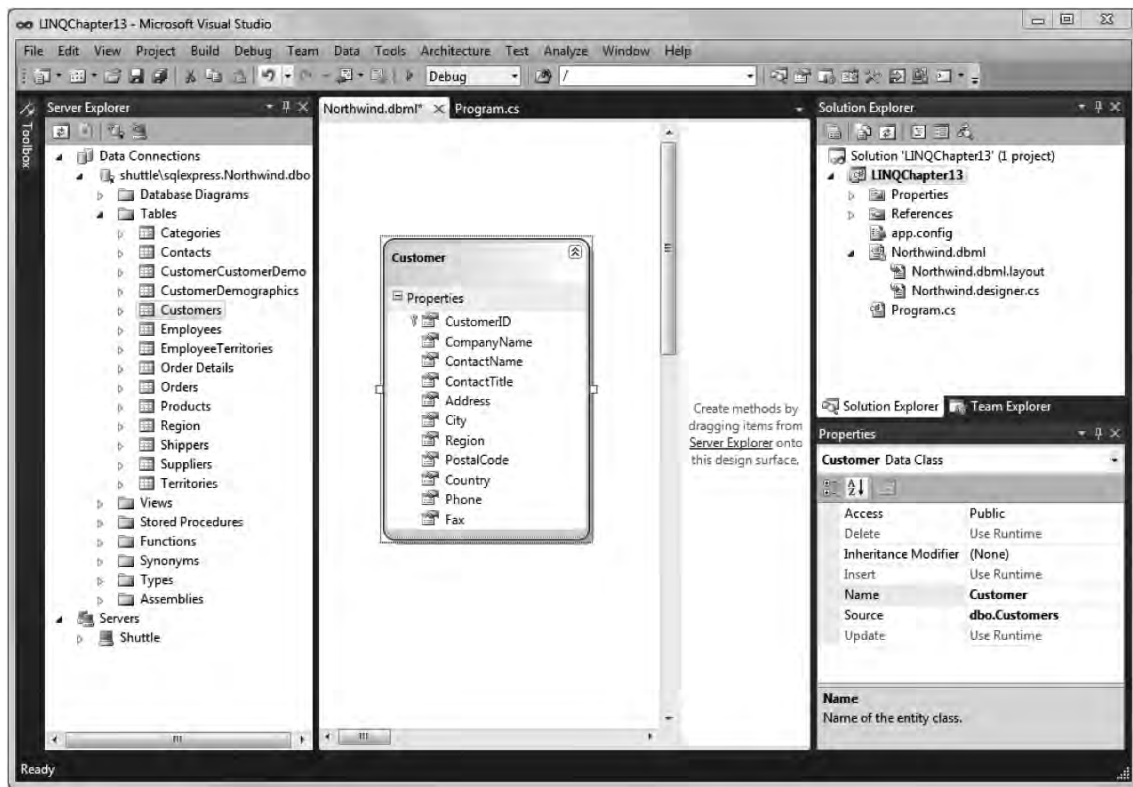 LINQChapter13 - Microsoft Visual Studio
File Edit View Project Build Debug Team Data Tools Architecture Test Analyze Window Help
Debug /
Toolbox
Server Explorer
Data Connections
shuttle\sqlexpress.Northwind.dbo
Database Diagrams
Tables
Categories
Contacts
CustomerCustomerDemo
CustomerDemographics
Customers
Employees
EmployeeTerritories
Order Details
Orders
Products
Region
Shippers
Suppliers
Territories
Views
Stored Procedures
Functions
Synonyms
Types
Assemblies
Servers
Shuttle
Northwind.dbml* Program.cs
Customer
Properties
CustomerID
CompanyName
ContactName
ContactTitle
Address
City
Region
PostalCode
Country
Phone
Fax
Create methods by
dragging items from
Server Explorer onto
this design surface.
Solution Explorer
Solution 'LINQChapter13' (1 project)
LINQChapter13
Properties
References
app.config
Northwind.dbml
Northwind.dbml.layout
Northwind.designer.cs
Program.cs
Solution Explorer Team Explorer
Properties
Customer Data Class
Access Public
Delete Use Runtime
Inheritance Modifier (None)
Insert Use Runtime
Name Customer
Source dbo.Customers
Update Use Runtime
Name
Name of the entity class.
Ready